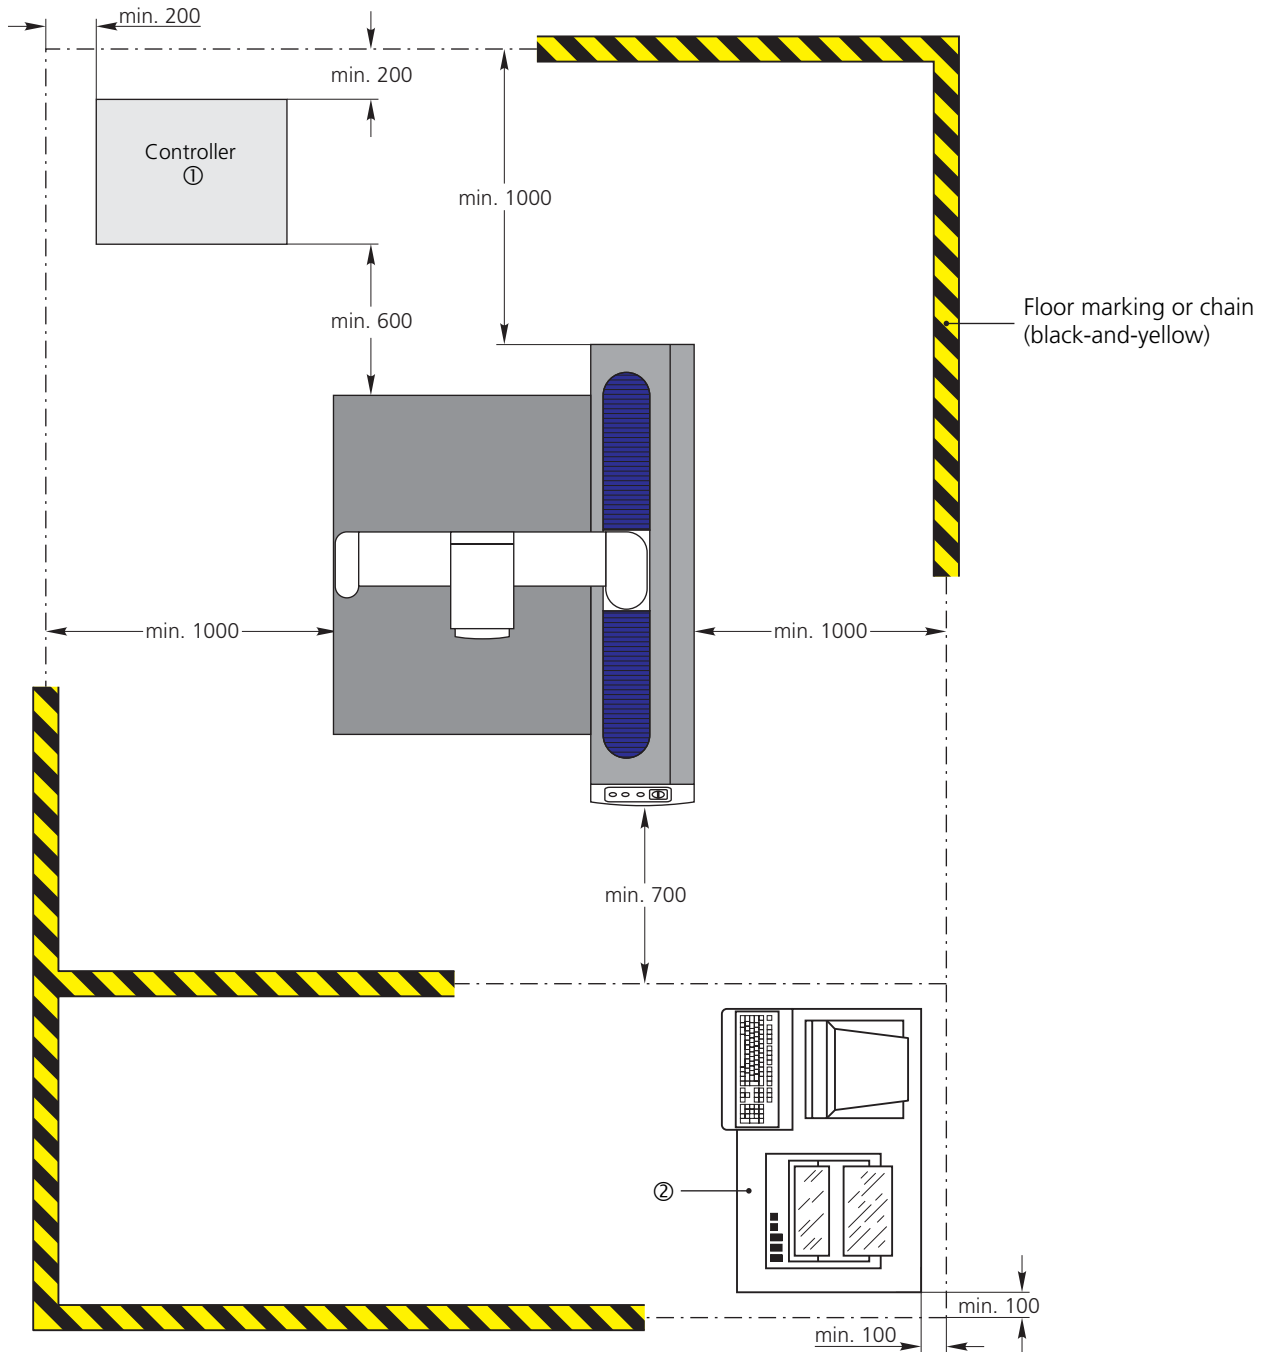 min. 200
min. 200
Controller
①
min. 1000
Floor marking or chain
(black-and-yellow)
min. 600
min. 1000
min. 1000
min. 700
②
min. 100
min. 100